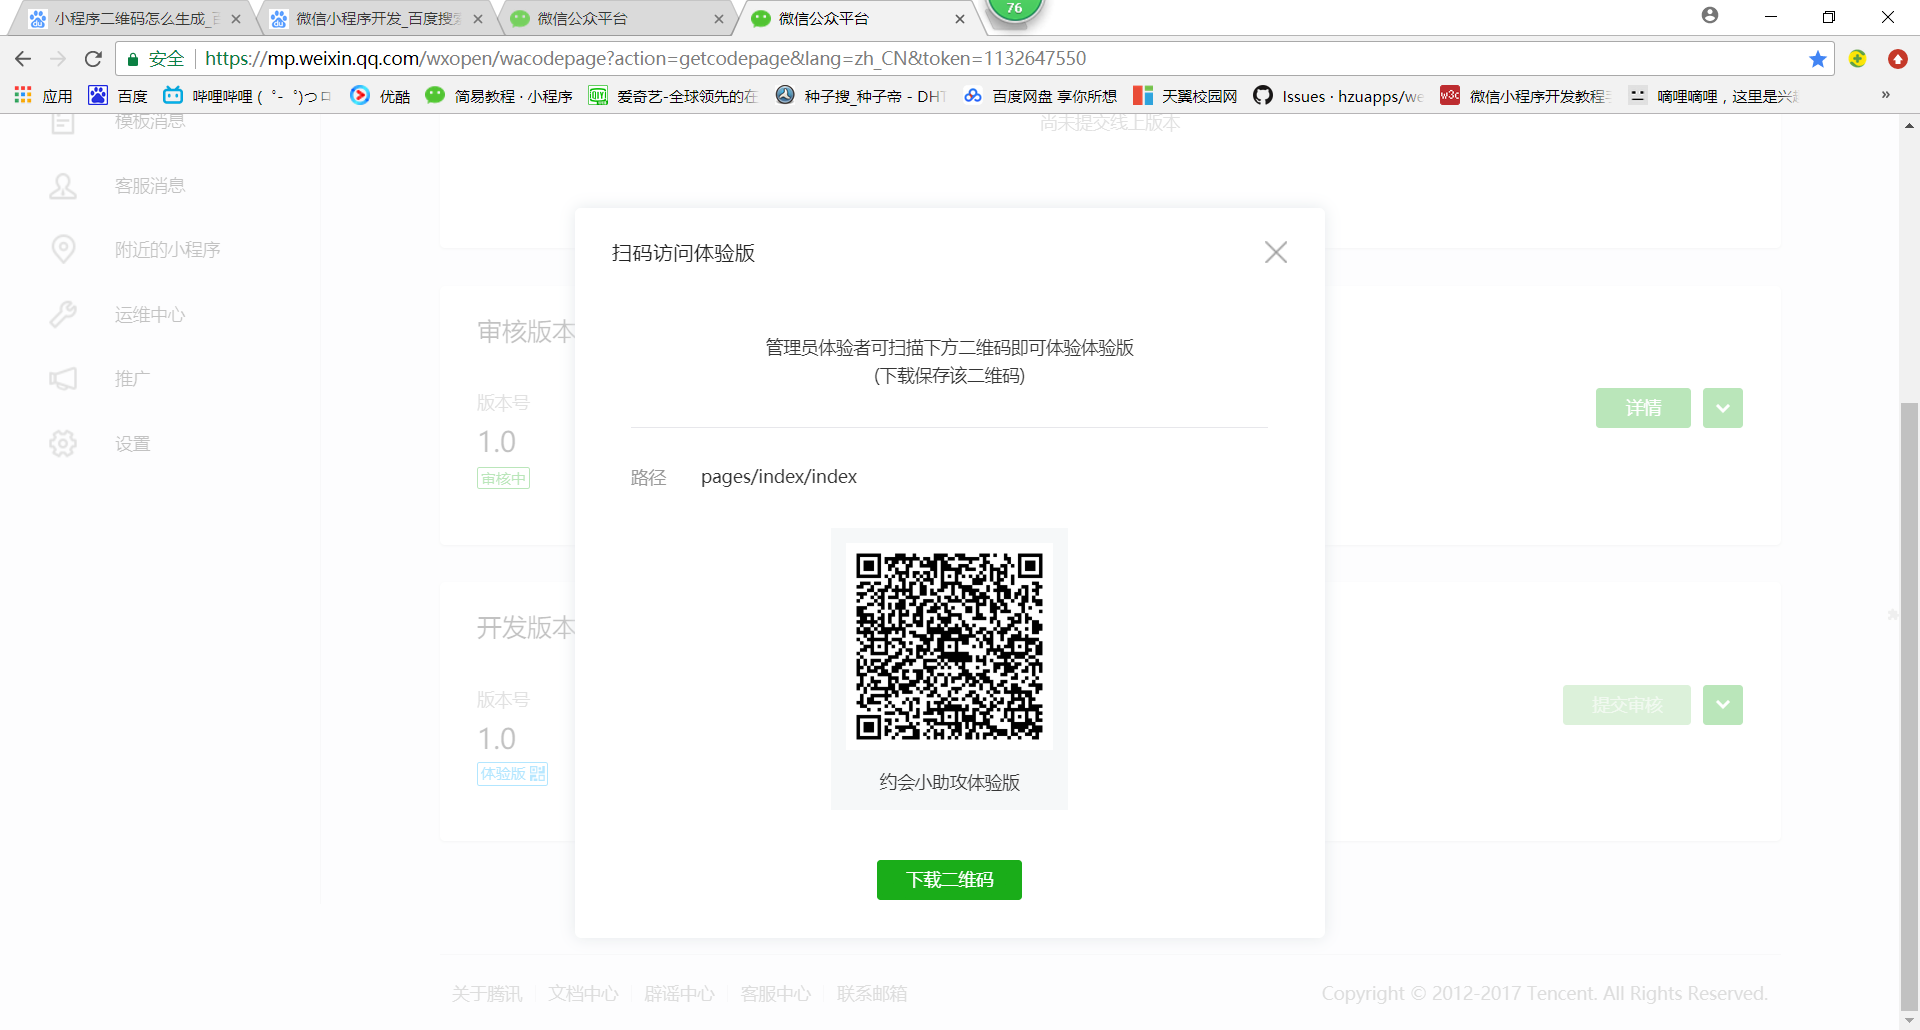 小程序二维码怎么生成_百
微信小程序开发_百度搜索
微信公众平台
微信公众平台
76
安全
https://mp.weixin.qq.com/wxopen/wacodepage?action=getcodepage&lang=zh_CN&token=1132647550
应用
百度
哔哩哔哩 ( ゜- ゜)つロ
优酷
简易教程 · 小程序
爱奇艺-全球领先的在
种子搜_种子帝 - DHT
百度网盘 享你所想
天翼校园网
Issues · hzuapps/we
w3c
微信小程序开发教程
嘀哩嘀哩，这里是兴起
»
模板消息
客服消息
附近的小程序
运维中心
推广
设置
尚未提交线上版本
审核版本
版本号
1.0
审核中
详情
开发版本
版本号
1.0
体验版
提交审核
扫码访问体验版
管理员体验者可扫描下方二维码即可体验体验版
(下载保存该二维码)
路径
pages/index/index
约会小助攻体验版
下载二维码
关于腾讯
文档中心
辟谣中心
客服中心
联系邮箱
Copyright © 2012-2017 Tencent. All Rights Reserved.